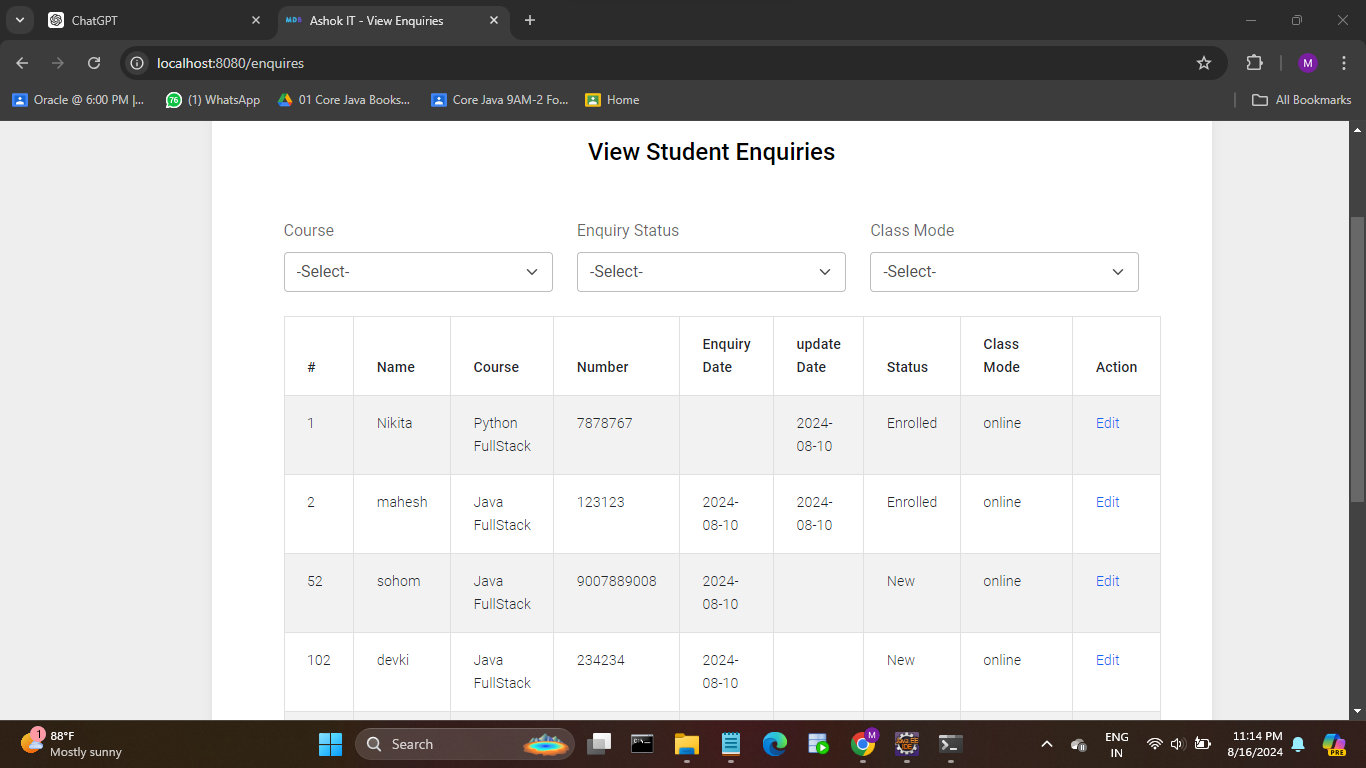 ChatGPT
MDB Ashok IT - View Enquiries
localhost:8080/enquires
M
Oracle @ 6:00 PM |...
76 (1) WhatsApp
01 Core Java Books...
Core Java 9AM-2 Fo...
Home
All Bookmarks
View Student Enquiries
Course Enquiry Status Class Mode
-Select- -Select- -Select-
# Name Course Number Enquiry Date update Date Status Class Mode Action
1 Nikita Python FullStack 7878767 2024-08-10 Enrolled online Edit
2 mahesh Java FullStack 123123 2024-08-10 2024-08-10 Enrolled online Edit
52 sohom Java FullStack 9007889008 2024-08-10 New online Edit
102 devki Java FullStack 234234 2024-08-10 New online Edit
1
88°F
Mostly sunny
Search
M
JAVA EE
IDE
ENG
IN
11:14 PM
8/16/2024
PRE